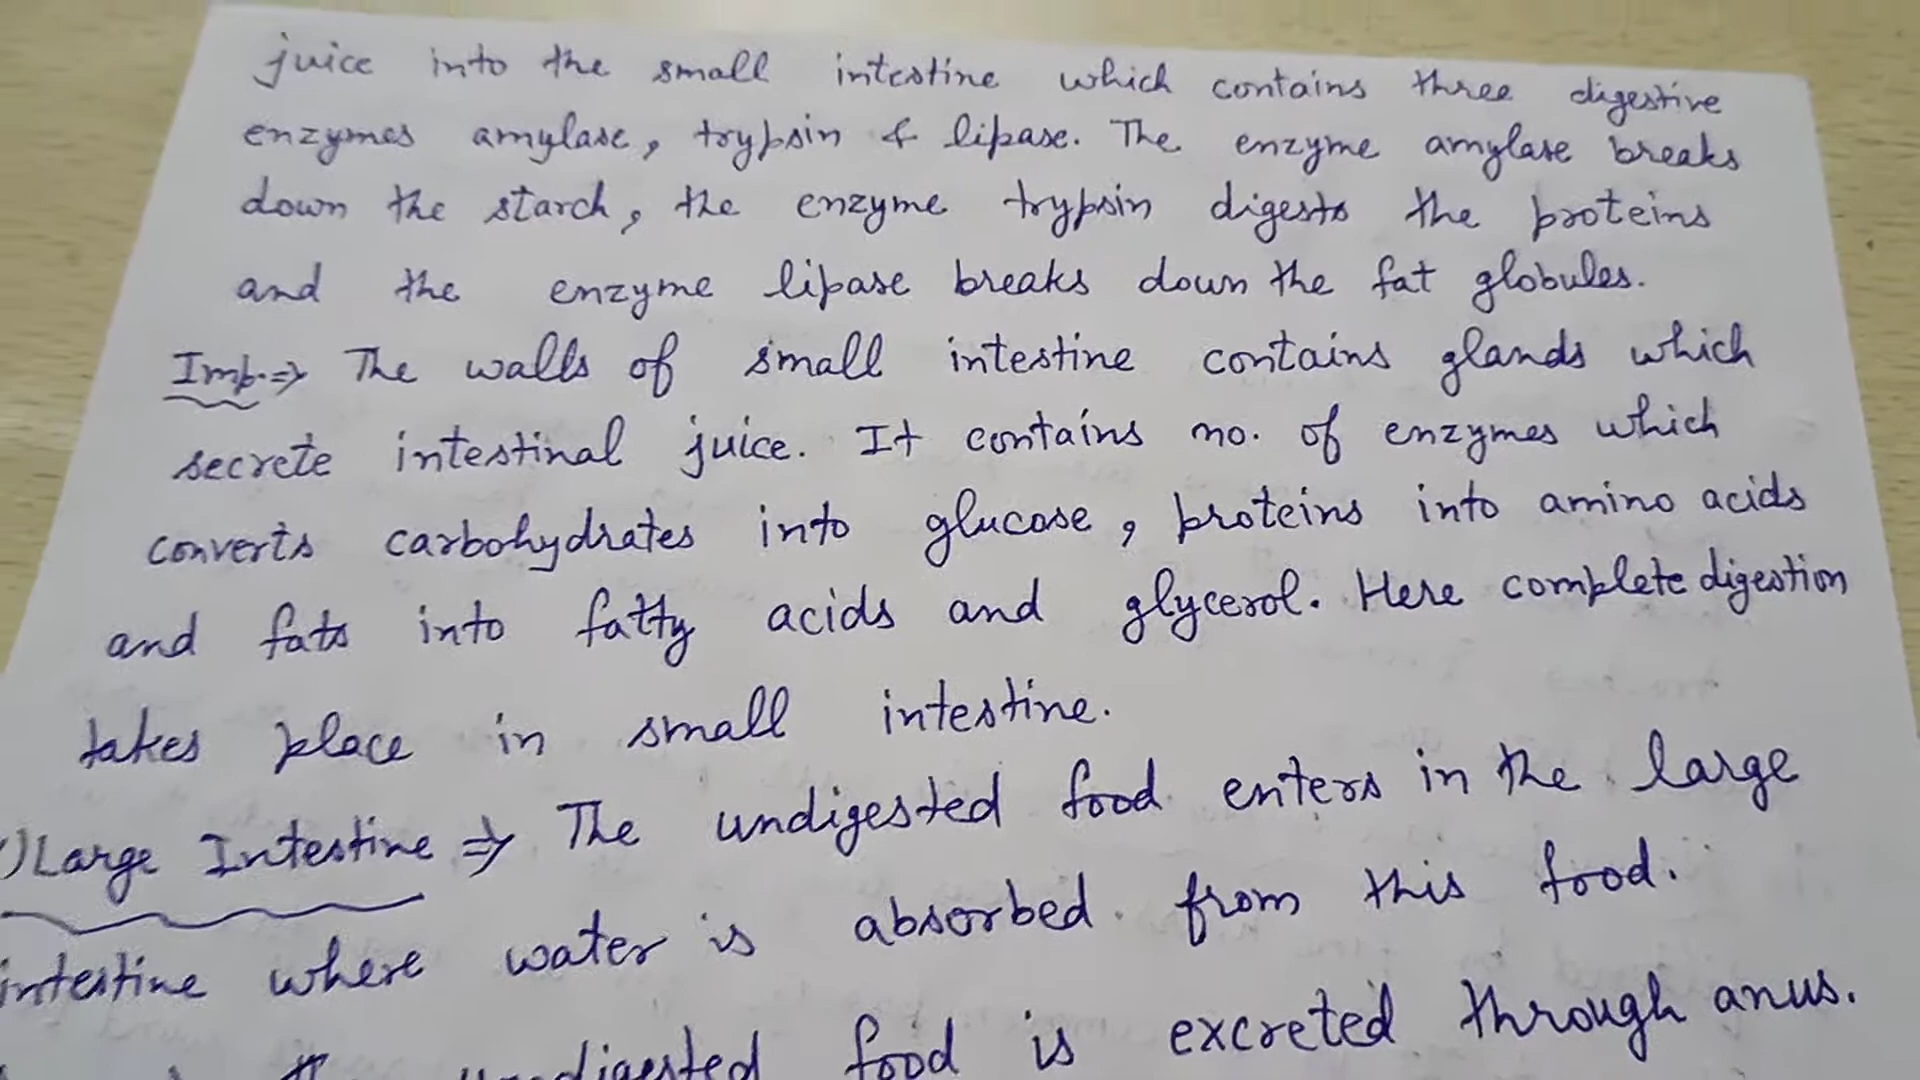 juice into the small intestine which contains three digestive
enzymes amylase, trypsin & lipase. The enzyme amylase breaks
down the starch, the enzyme trypsin digests the proteins
and the enzyme lipase breaks down the fat globules.
Imp.⇒ The walls of small intestine contains glands which
secrete intestinal juice. It contains no. of enzymes which
converts carbohydrates into glucose, proteins into amino acids
and fats into fatty acids and glycerol. Here complete digestion
takes place in small intestine.
)Large Intestine ⇒ The undigested food enters in the large
intestine where water is absorbed from this food.
undigested food is excreted through anus.